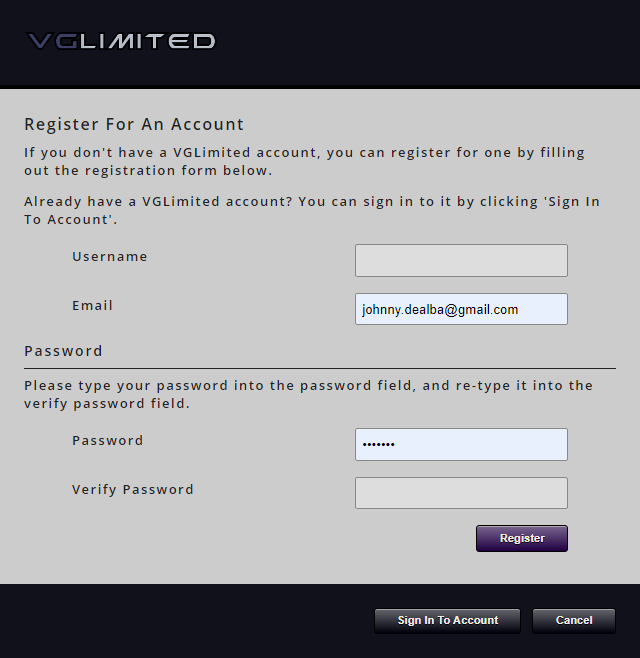 VGLIMITED
Register For An Account
If you don't have a VGLimited account, you can register for one by filling
out the registration form below.
Already have a VGLimited account? You can sign in to it by clicking 'Sign In
To Account'.
Username
Email
johnny.dealba@gmail.com
Password
Please type your password into the password field, and re-type it into the
verify password field.
Password
•••••••
Verify Password
Register
Sign In To Account
Cancel